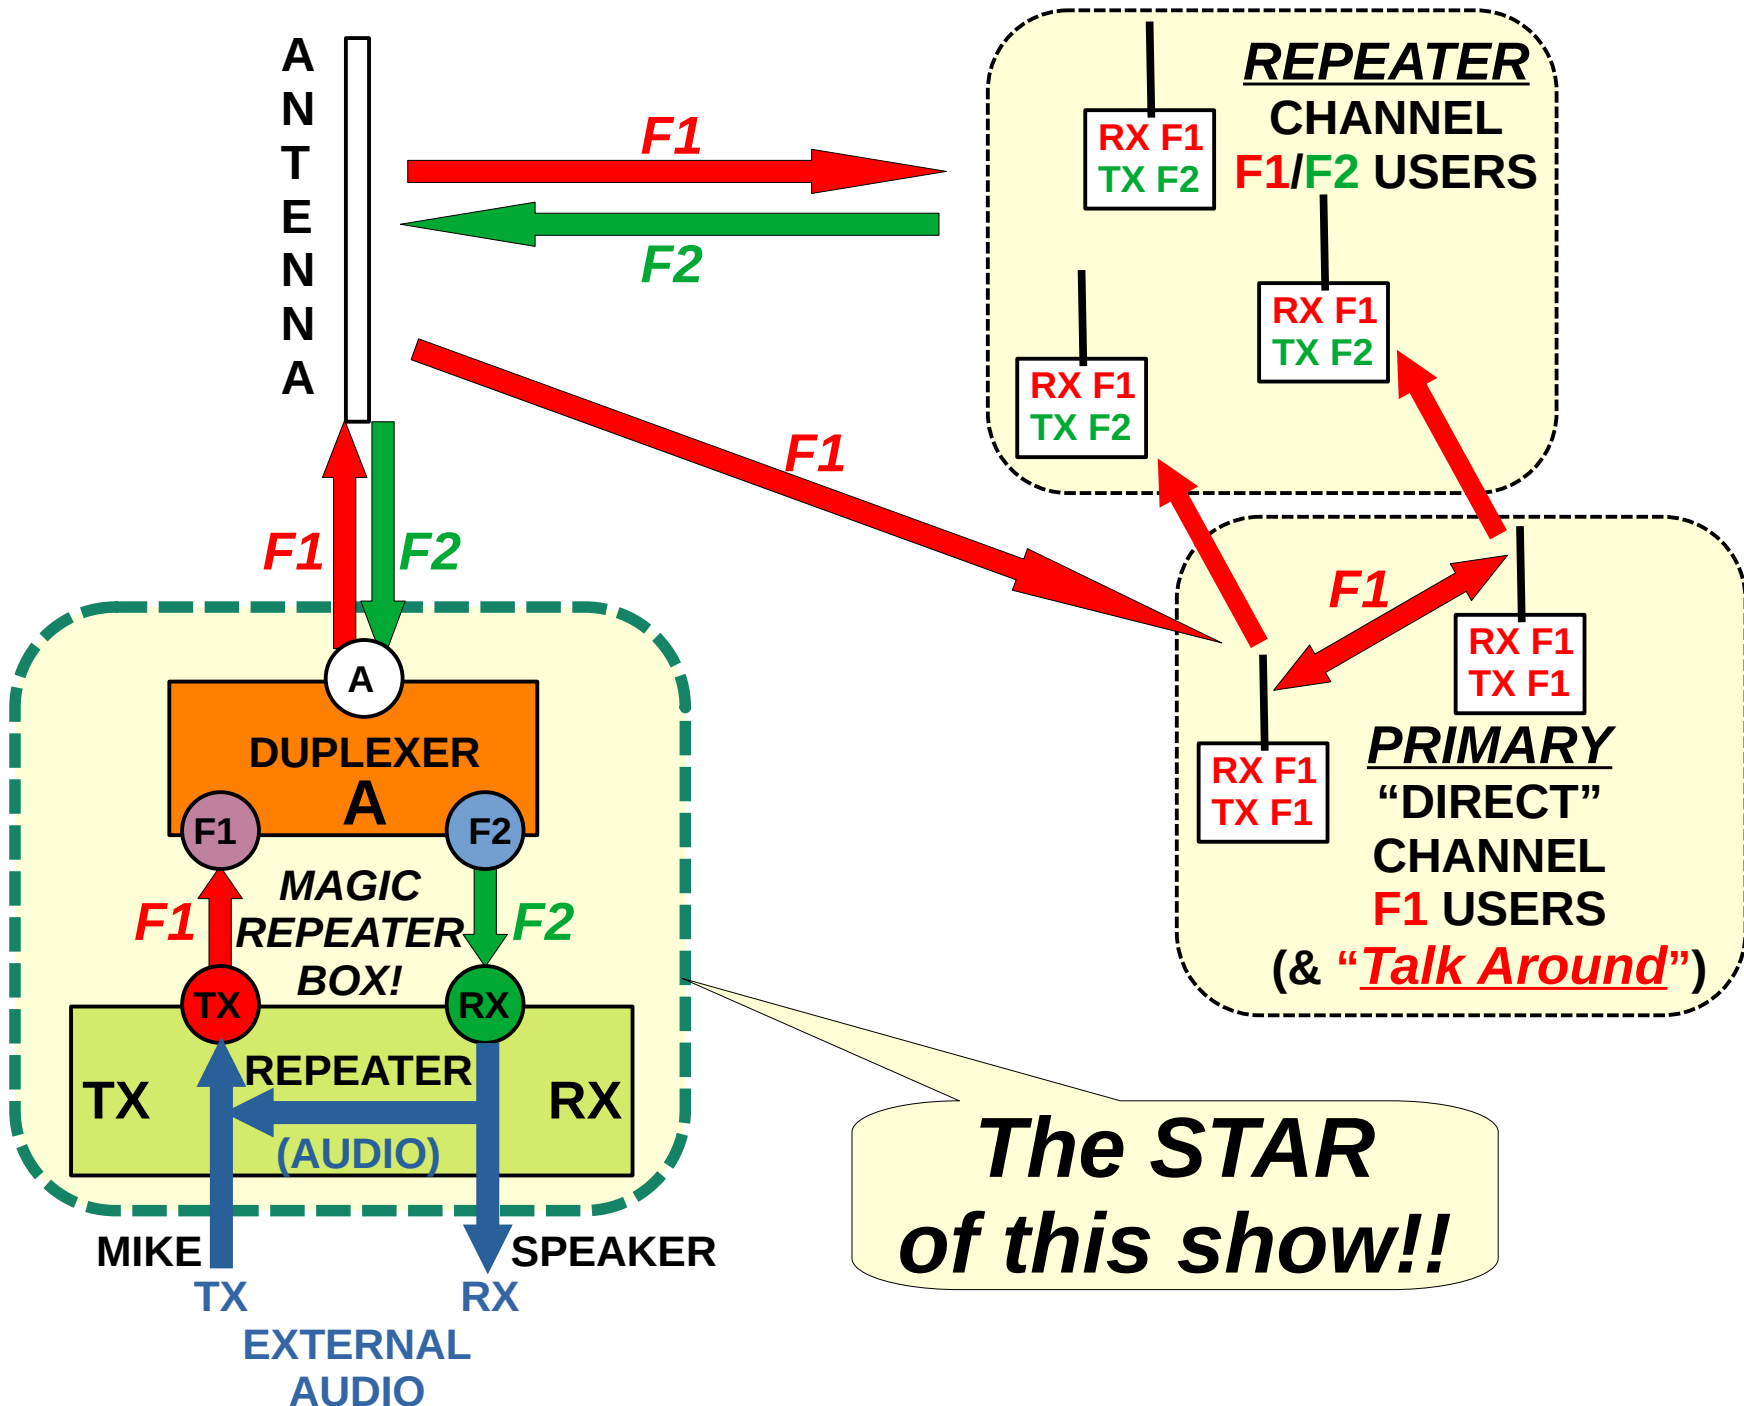 A
N
T
E
N
N
A
F1
F2
F1
F1
F2
REPEATER
CHANNEL
F1/F2 USERS
RX F1
TX F2
RX F1
TX F2
RX F1
TX F2
F1
RX F1
TX F1
RX F1
TX F1
PRIMARY
“DIRECT”
CHANNEL
F1 USERS
(& “Talk Around”)
A
DUPLEXER
A
F1
F2
MAGIC
REPEATER
BOX!
F1
F2
TX
RX
TX
REPEATER
RX
(AUDIO)
MIKE
SPEAKER
TX
RX
EXTERNAL
AUDIO
The STAR
of this show!!